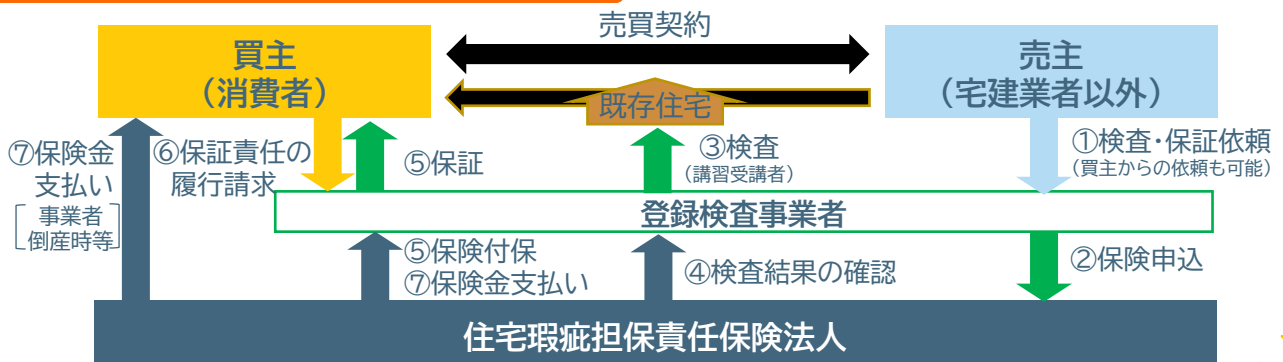 売買契約
買主
（消費者）
売主
（宅建業者以外）
既存住宅
⑦保険金
支払い
事業者
倒産時等
⑥保証責任の
履行請求
⑤保証
③検査
（講習受講者）
①検査・保証依頼
（買主からの依頼も可能）
登録検査事業者
⑤保険付保
⑦保険金支払い
④検査結果の確認
②保険申込
住宅瑕疵担保責任保険法人